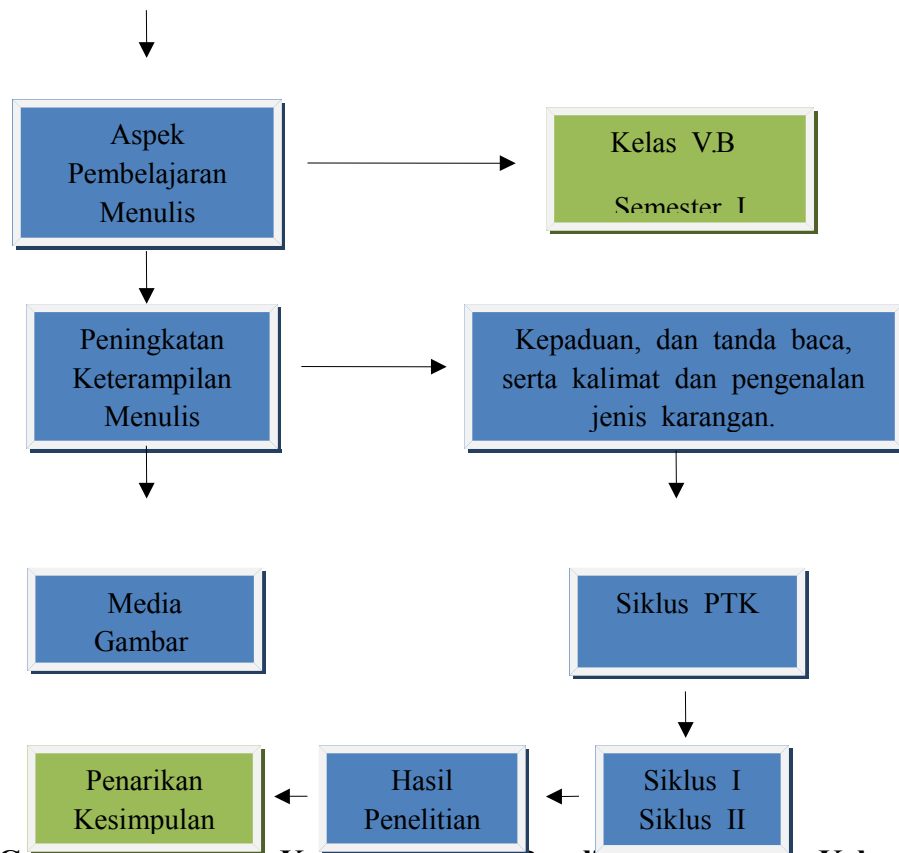 Aspek
Pembelajaran
Menulis
Kelas V.B
Semester I
Peningkatan
Keterampilan
Menulis
Kepaduan, dan tanda baca,
serta kalimat dan pengenalan
jenis karangan.
Media
Gambar
Siklus PTK
Penarikan
Kesimpulan
Hasil
Penelitian
Siklus I
Siklus II